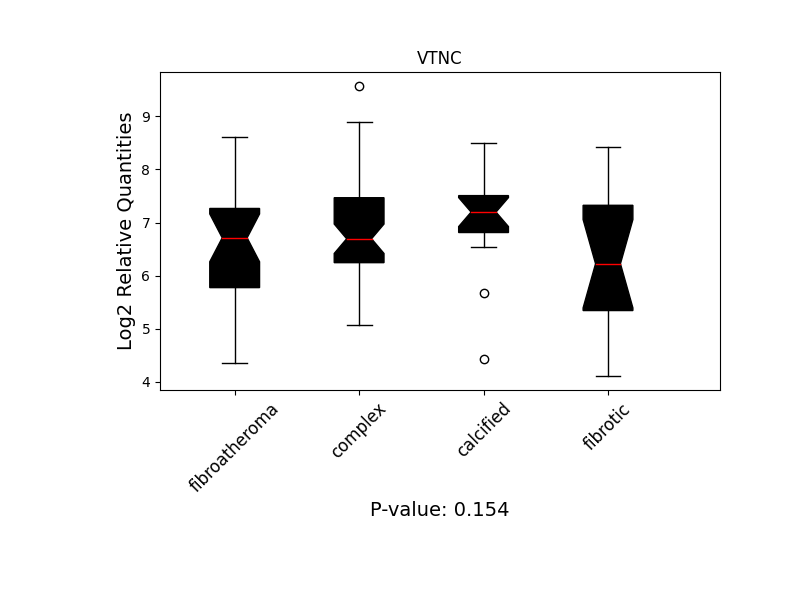 VTNC
Log2 Relative Quantities
9
8
7
6
5
4
fibroatheroma
complex
calcified
fibrotic
P-value: 0.154